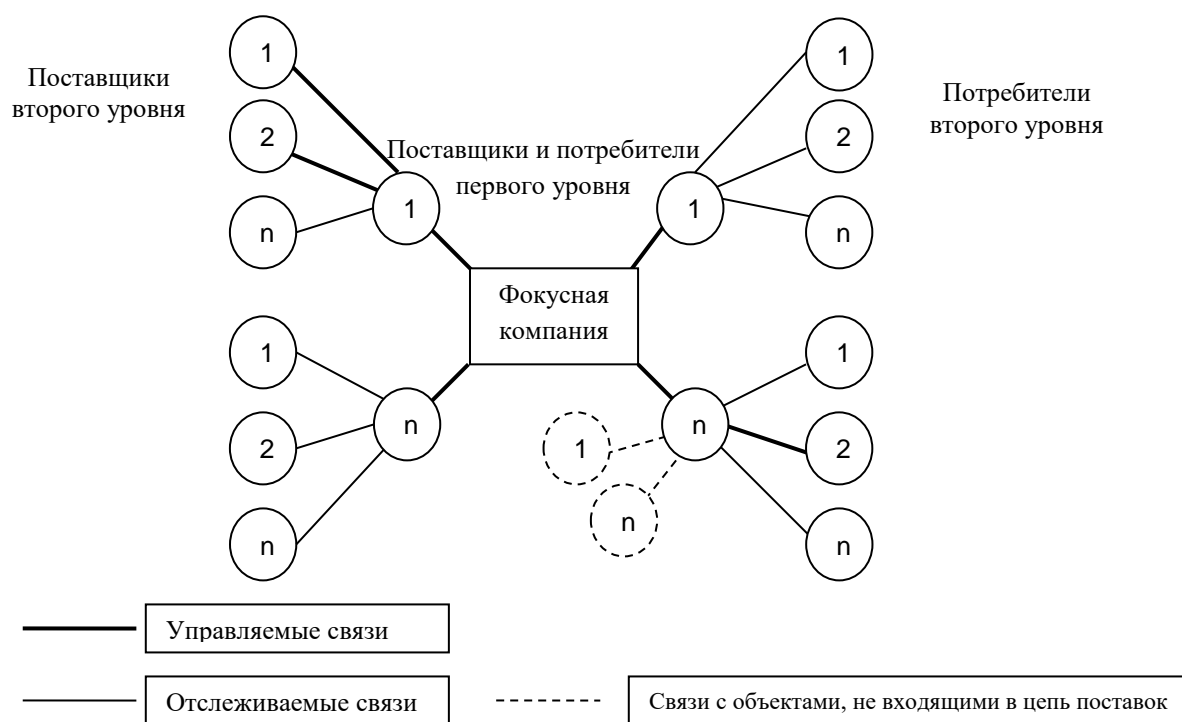 1
Поставщики
второго уровня
2
n
Поставщики и потребители
первого уровня
1
1
1
2
n
Потребители
второго уровня
Фокусная
компания
1
2
n
n
n
1
n
1
2
n
Управляемые связи
Отслеживаемые связи
Связи с объектами, не входящими в цепь поставок